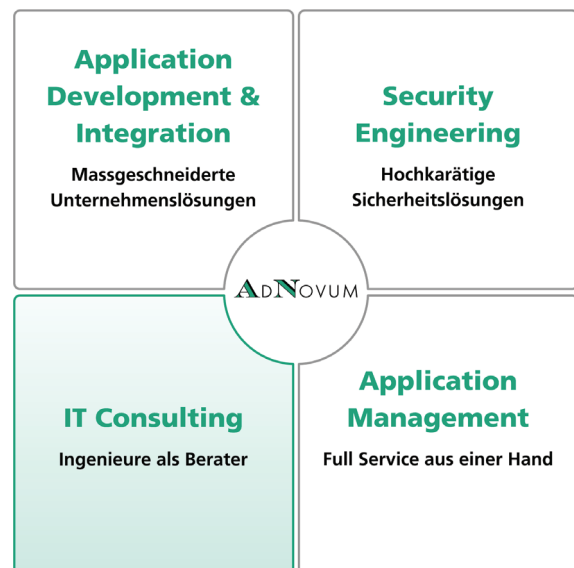 Application
Development &
Integration
Massgeschneiderte
Unternehmenslösungen
Security
Engineering
Hochkarätige
Sicherheitslösungen
ADNOVUM
IT Consulting
Ingenieure als Berater
Application
Management
Full Service aus einer Hand